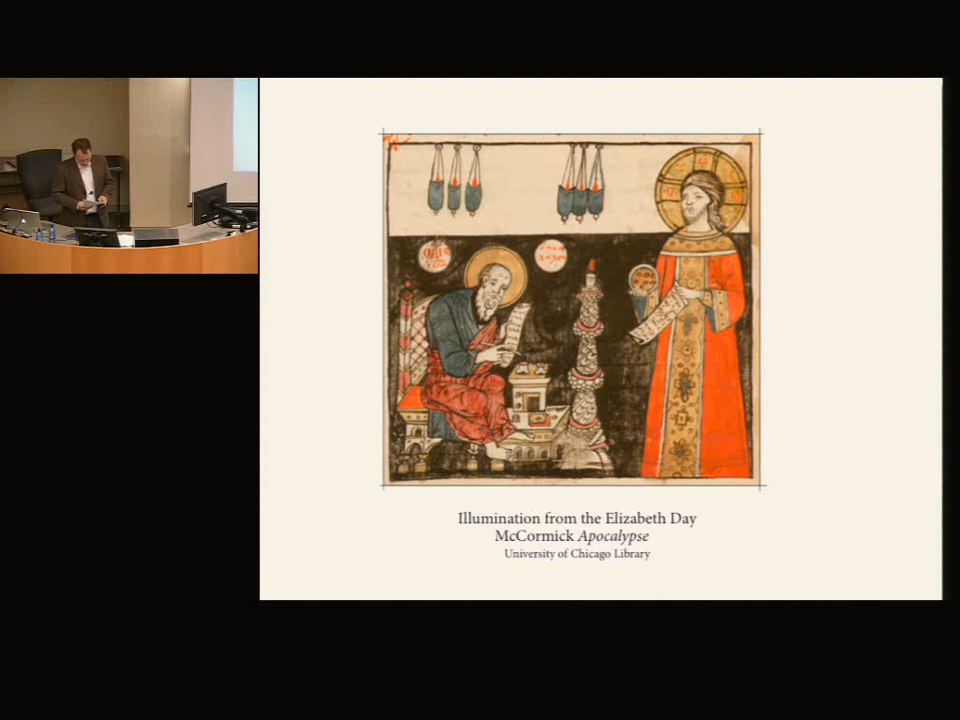 Illumination from the Elizabeth Day
McCormick Apocalypse
University of Chicago Library